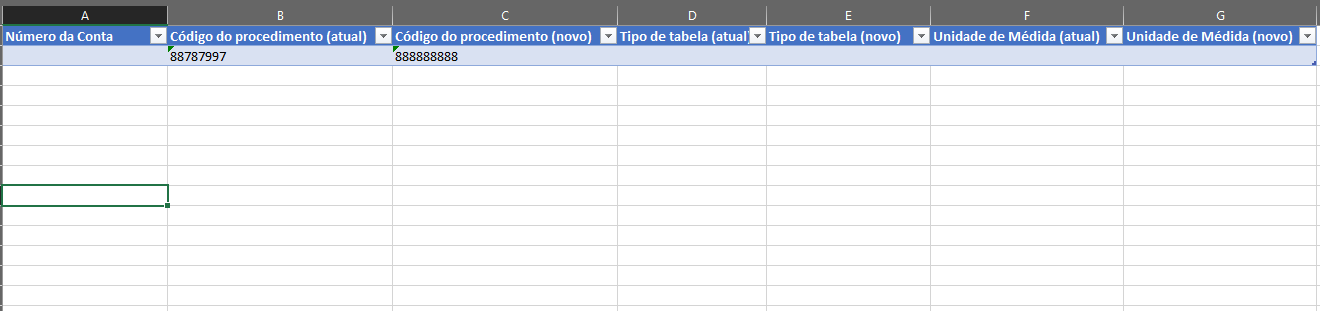 A B C D E F G
Número da Conta Código do procedimento (atual) Código do procedimento (novo) Tipo de tabela (atual) Tipo de tabela (novo) Unidade de Médida (atual) Unidade de Médida (novo)
88787997 888888888